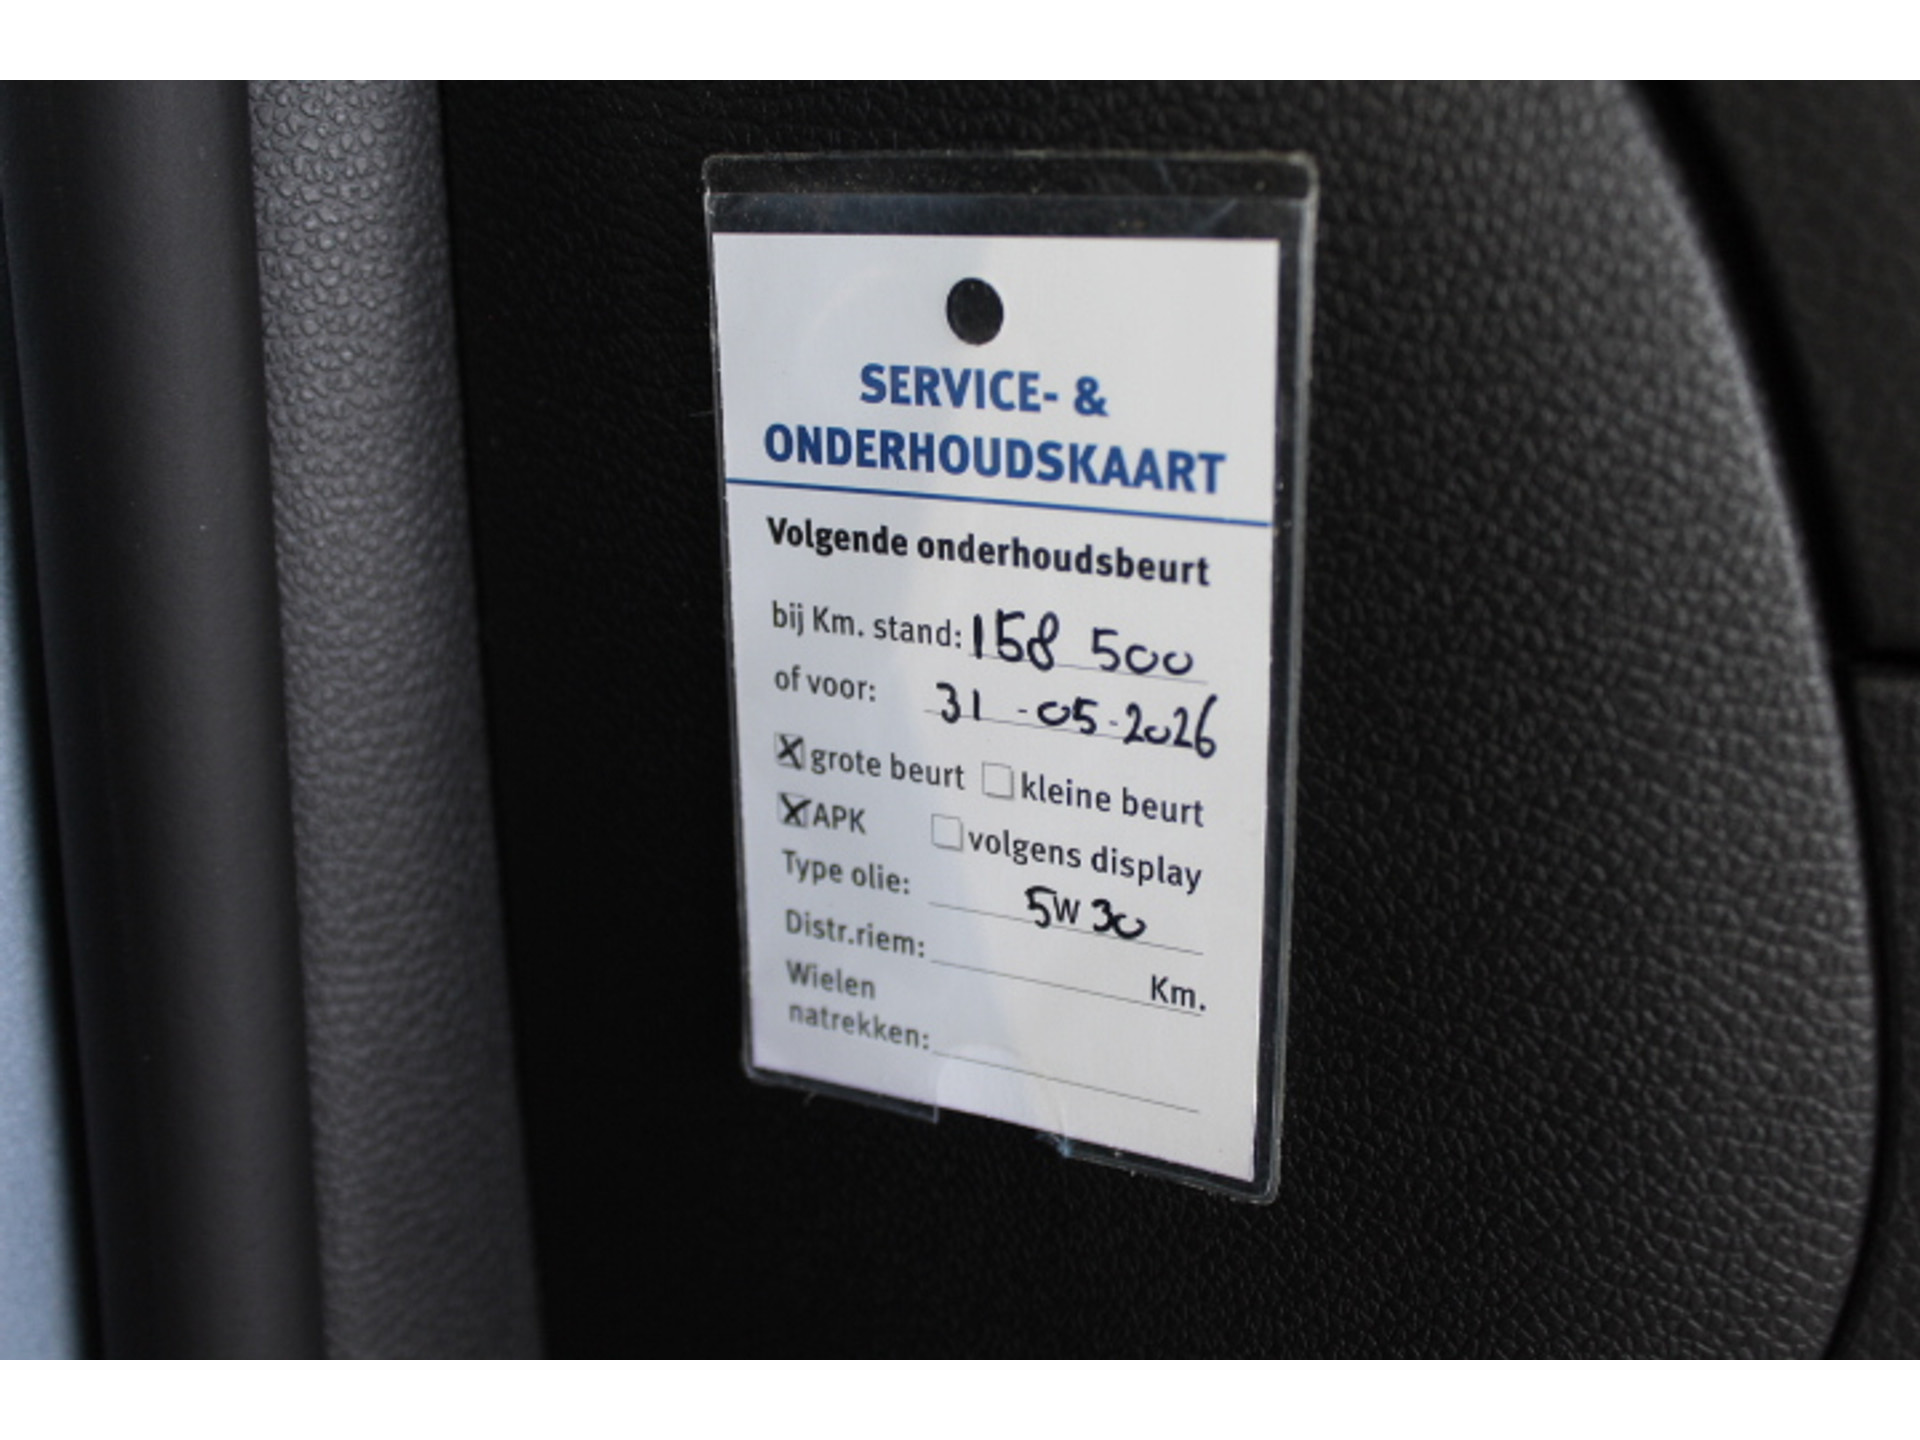 SERVICE- &
ONDERHOUDSKAART
Volgende onderhoudsbeurt
bij Km. stand: 158 500
of voor: 31-05-2026
grote beurt kleine beurt
APK volgens display
Type olie: 5W30
Distr.riem: Km.
Wielen
natrekken: